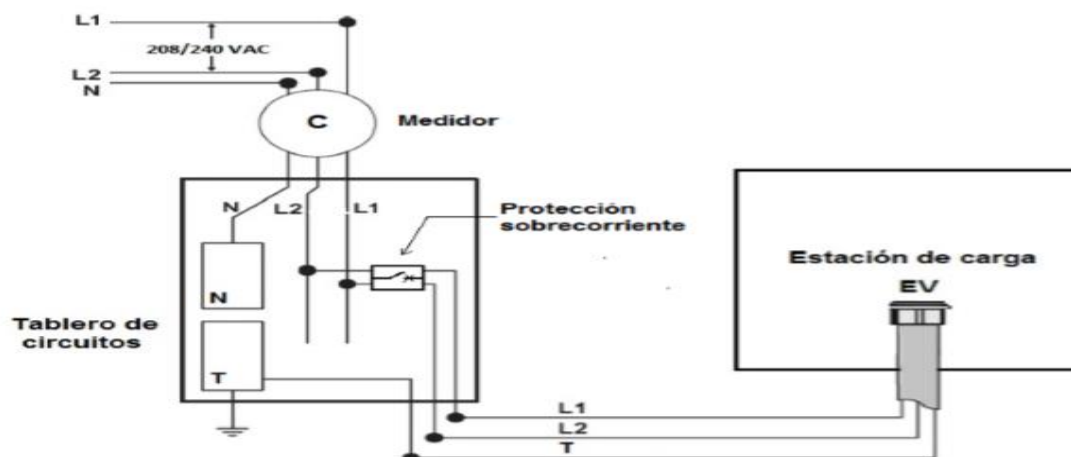 L1
208/240 VAC
L2
N
C
Medidor
N
L2
L1
Protección
sobrecorriente
Estación de carga
EV
N
Tablero de
circuitos
T
L1
L2
T